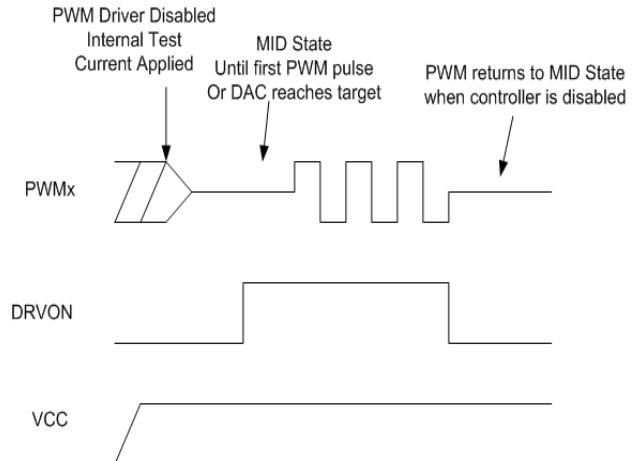 PWM Driver Disabled
Internal Test
Current Applied
MID State
Until first PWM pulse
Or DAC reaches target
PWM returns to MID State
when controller is disabled
PWMx
DRVON
VCC